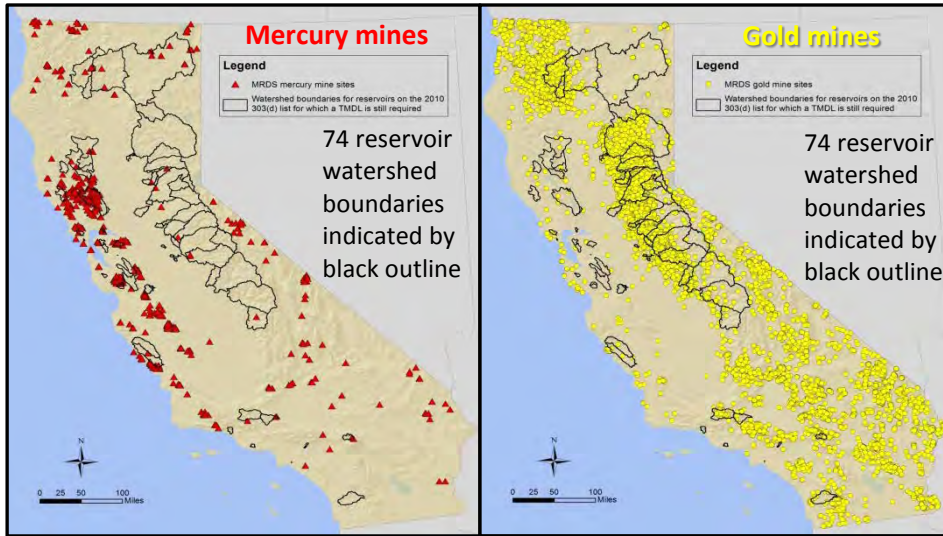 Mercury mines
Legend
MRDS mercury mine sites
Watershed boundaries for reservoirs on the 2010
303(d) list for which a TMDL is still required
74 reservoir
watershed
boundaries
indicated by
black outline
N
0 25 50 100
Miles
Gold mines
Legend
MRDS gold mine sites
Watershed boundaries for reservoirs on the 2010
303(d) list for which a TMDL is still required
74 reservoir
watershed
boundaries
indicated by
black outline
N
0 25 50 100
Miles